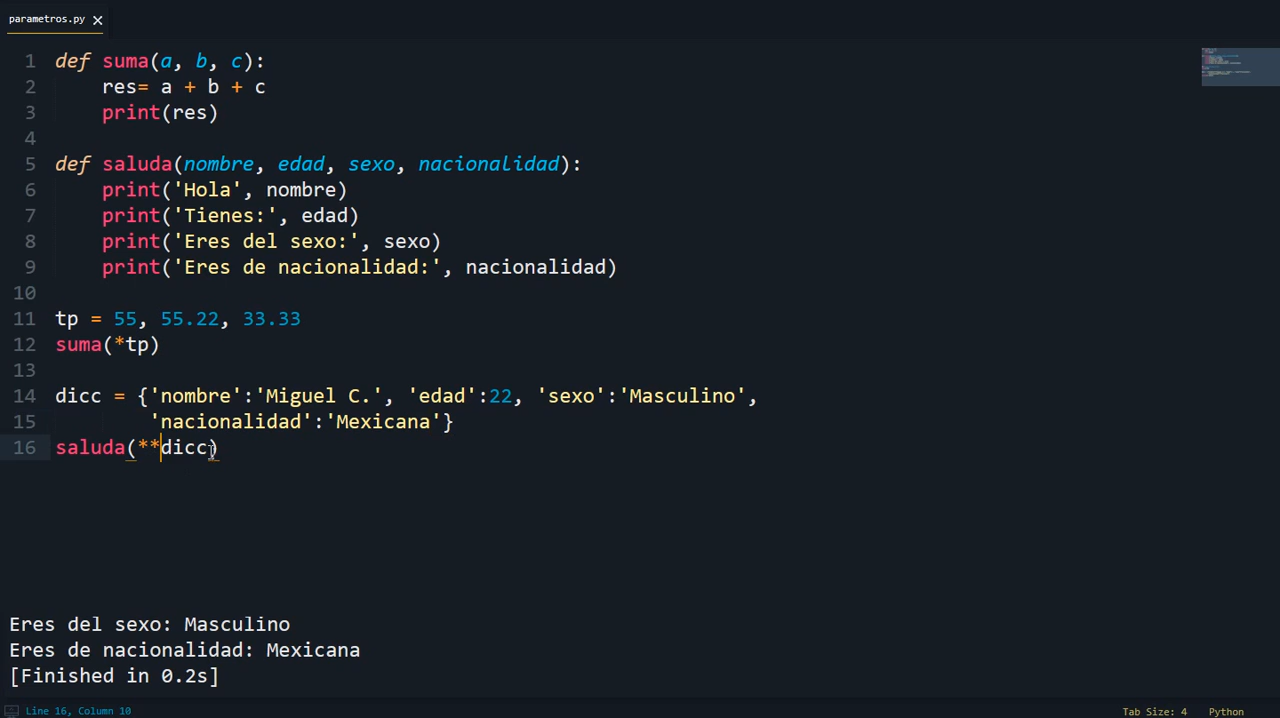 parametros.py
1 def suma(a, b, c):
2     res= a + b + c
3     print(res)
4
5 def saluda(nombre, edad, sexo, nacionalidad):
6     print('Hola', nombre)
7     print('Tienes:', edad)
8     print('Eres del sexo:', sexo)
9     print('Eres de nacionalidad:', nacionalidad)
10
11 tp = 55, 55.22, 33.33
12 suma(*tp)
13
14 dicc = {'nombre':'Miguel C.', 'edad':22, 'sexo':'Masculino',
15         'nacionalidad':'Mexicana'}
16 saluda(**dicc)
Eres del sexo: Masculino
Eres de nacionalidad: Mexicana
[Finished in 0.2s]
Line 16, Column 10
Tab Size: 4 Python